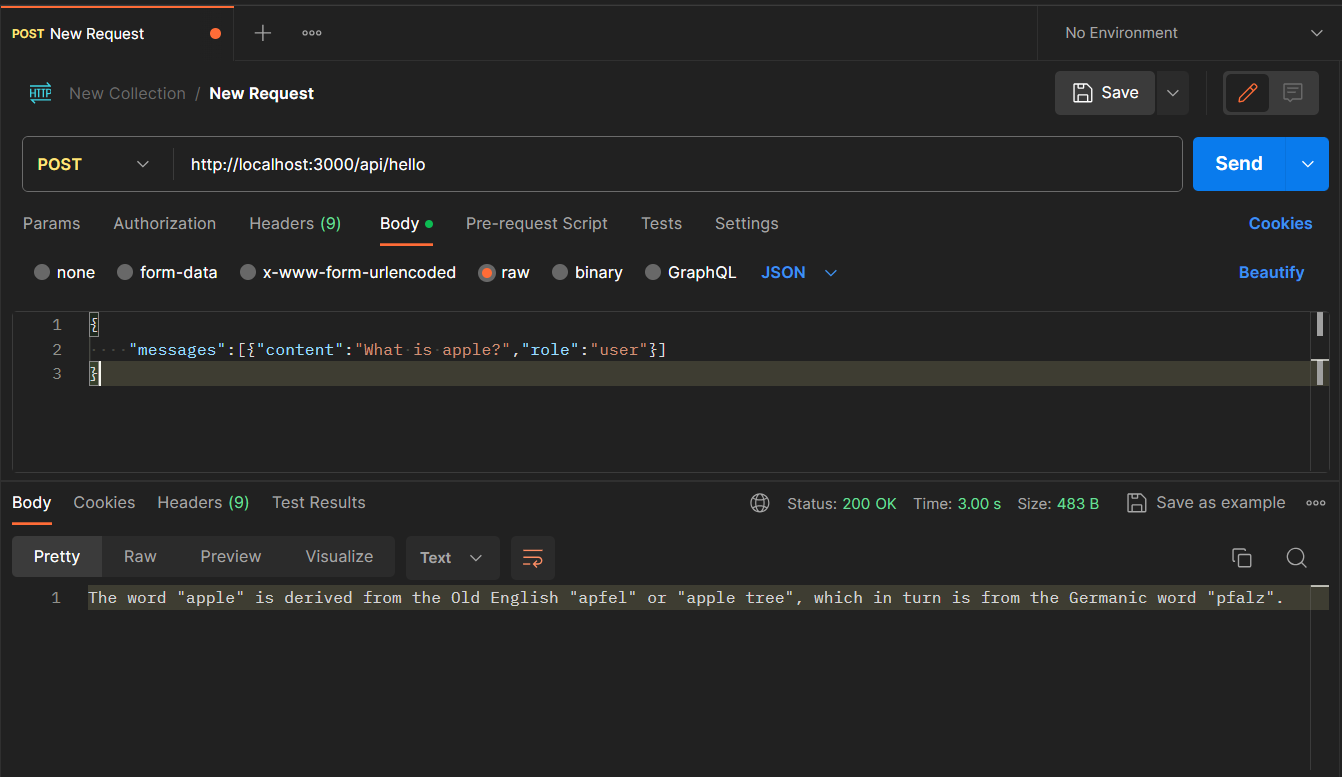 POST New Request
No Environment
HTTP New Collection / New Request
Save
POST http://localhost:3000/api/hello
Send
Params Authorization Headers (9) Body Pre-request Script Tests Settings Cookies
none form-data x-www-form-urlencoded raw binary GraphQL JSON Beautify
1 {
2 "messages":[{"content":"What is apple?","role":"user"}]
3 }
Body Cookies Headers (9) Test Results Status: 200 OK Time: 3.00 s Size: 483 B Save as example
Pretty Raw Preview Visualize Text
1 The word "apple" is derived from the Old English "apfel" or "apple tree", which in turn is from the Germanic word "pfalz".